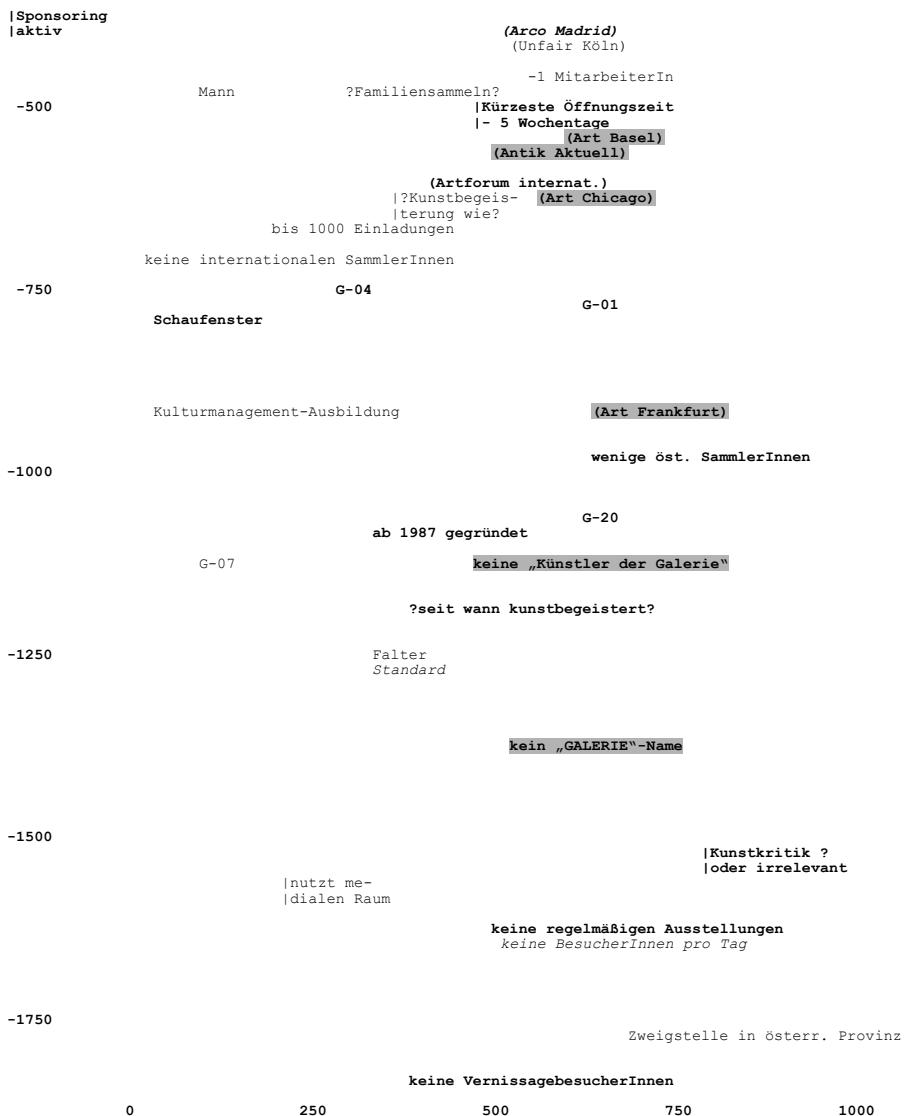 |Sponsoring
|aktiv (Arco Madrid)
(Unfair Köln)
-1 MitarbeiterIn
Mann ?Familiensammeln?
-500 |Kürzeste Öffnungszeit
|- 5 Wochentage
(Art Basel)
(Antik Aktuell)
(Artforum internat.)
|?Kunstbegeis- (Art Chicago)
|terung wie?
bis 1000 Einladungen
keine internationalen SammlerInnen
-750 G-04
G-01
Schaufenster
Kulturmanagement-Ausbildung (Art Frankfurt)
wenige öst. SammlerInnen
-1000
G-20
ab 1987 gegründet
G-07 keine „Künstler der Galerie“
?seit wann kunstbegeistert?
-1250 Falter
Standard
kein „GALERIE“-Name
-1500
|Kunstkritik ?
|oder irrelevant
|nutzt me-
|dialen Raum
keine regelmäßigen Ausstellungen
keine BesucherInnen pro Tag
-1750
Zweigstelle in österr. Provinz
keine VernissagebesucherInnen
0 250 500 750 1000